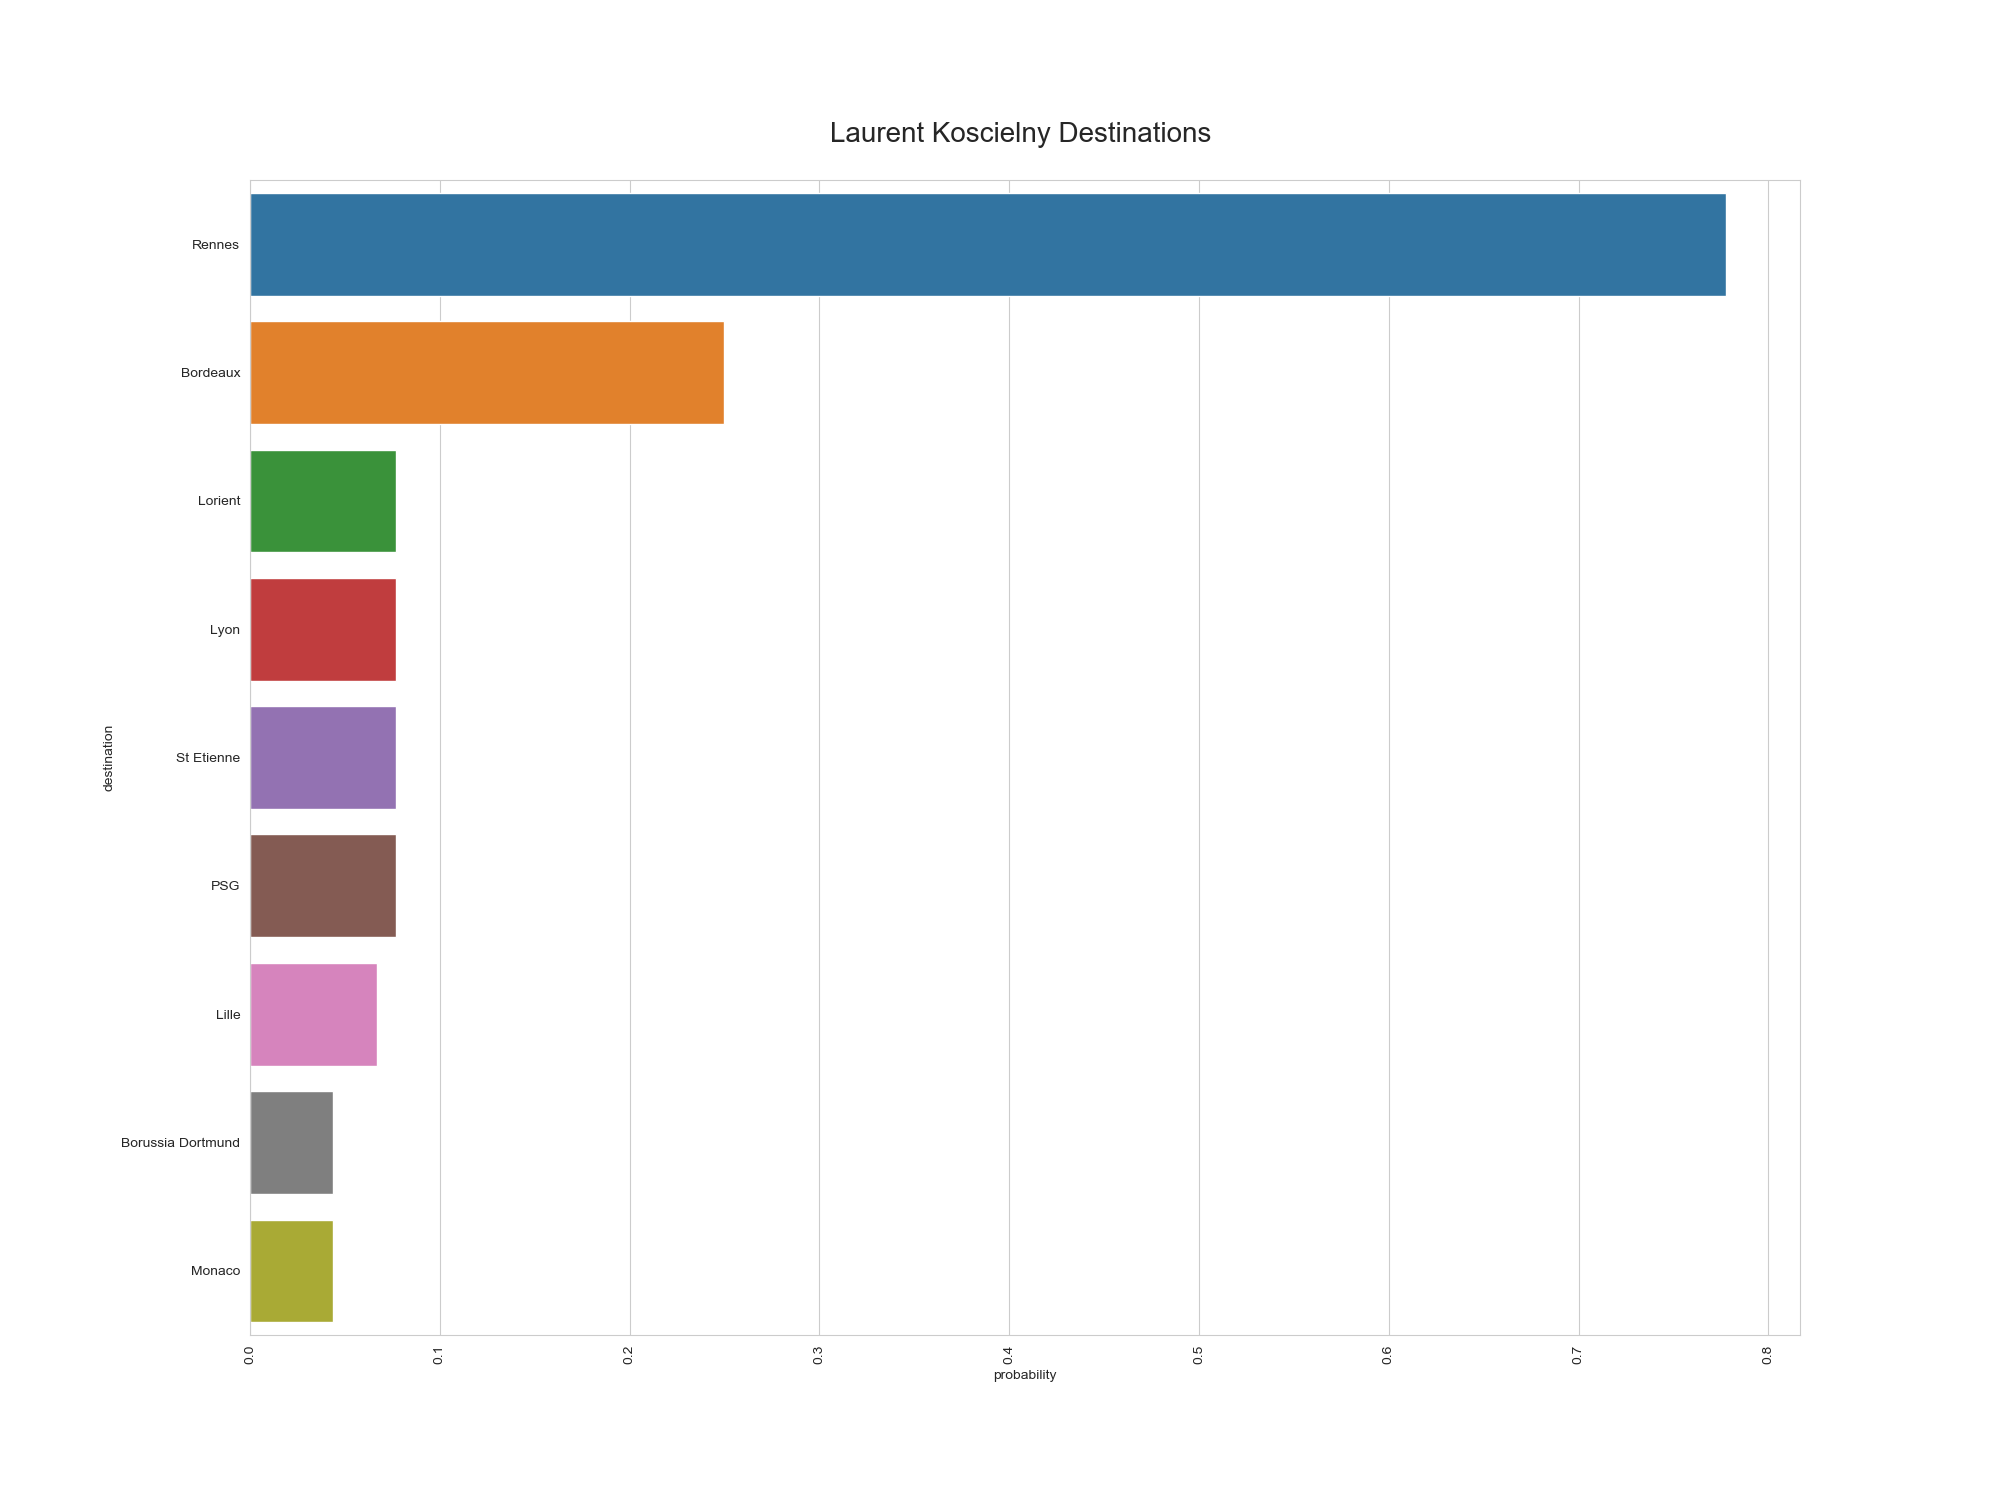 Laurent Koscielny Destinations
Rennes
Bordeaux
Lorient
Lyon
St Etienne
PSG
Lille
Borussia Dortmund
Monaco
destination
0.0 0.1 0.2 0.3 0.4 0.5 0.6 0.7 0.8
probability